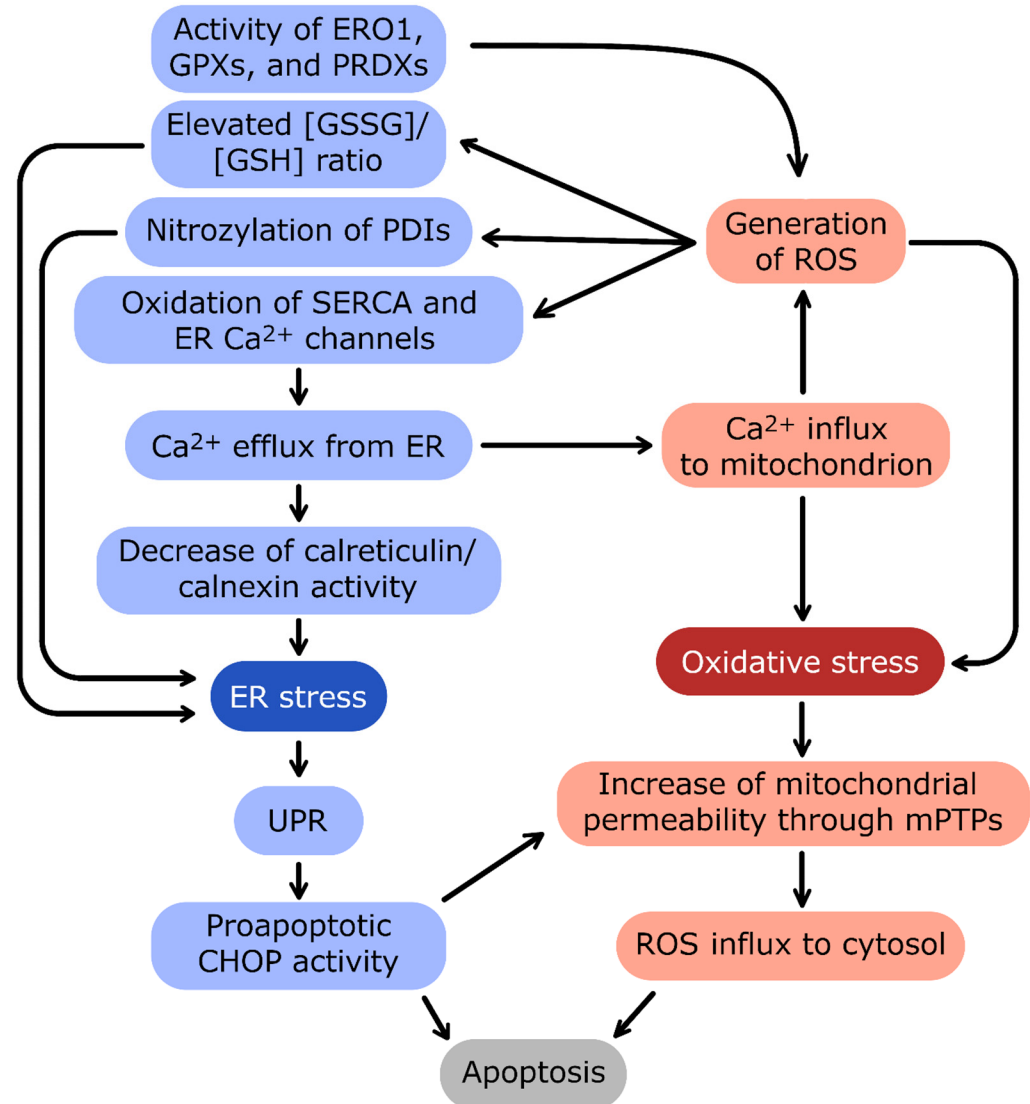 Activity of ERO1,
GPXs, and PRDXs
Elevated [GSSG]/
[GSH] ratio
Nitrozylation of PDIs
Generation
of ROS
Oxidation of SERCA and
ER Ca²⁺ channels
Ca²⁺ efflux from ER
Ca²⁺ influx
to mitochondrion
Decrease of calreticulin/
calnexin activity
ER stress
Oxidative stress
UPR
Increase of mitochondrial
permeability through mPTPs
Proapoptotic
CHOP activity
ROS influx to cytosol
Apoptosis